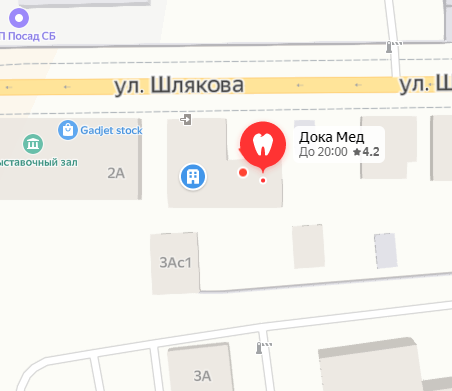 П Посад СБ
ул. Шлякова
ул. Ш
Gadjet stock
Дока Мед
До 20:00 ★4.2
ыставочный зал
2А
3Ас1
3А